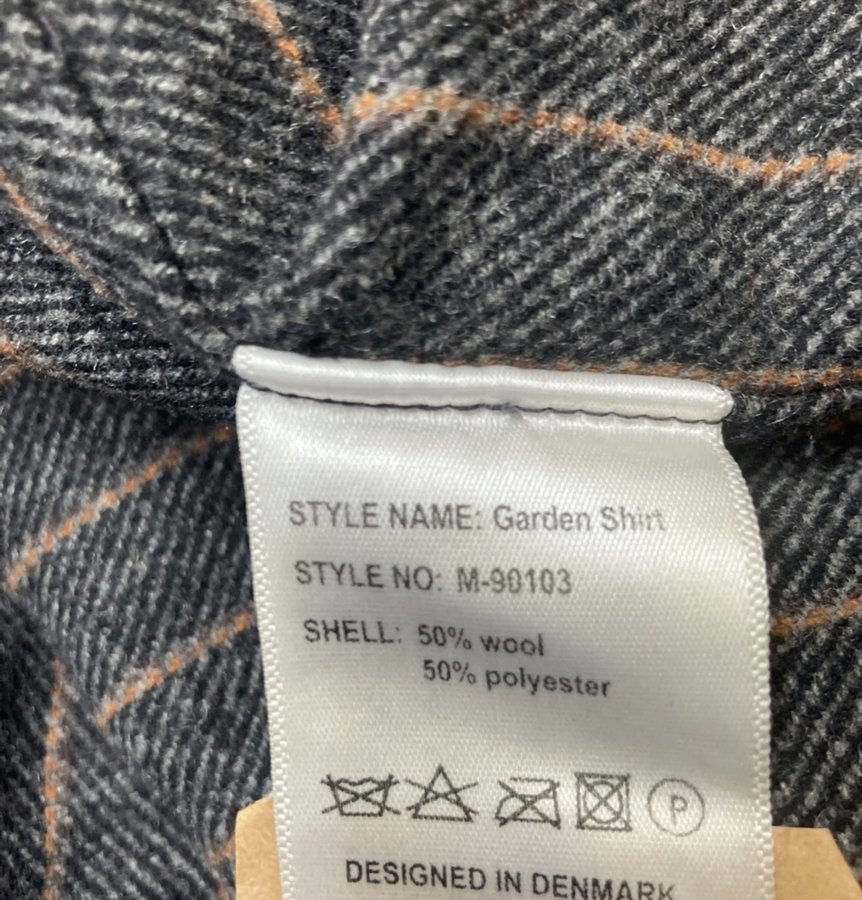 STYLE NAME: Garden Shirt
STYLE NO: M-90103
SHELL: 50% wool
50% polyester
P
DESIGNED IN DENMARK